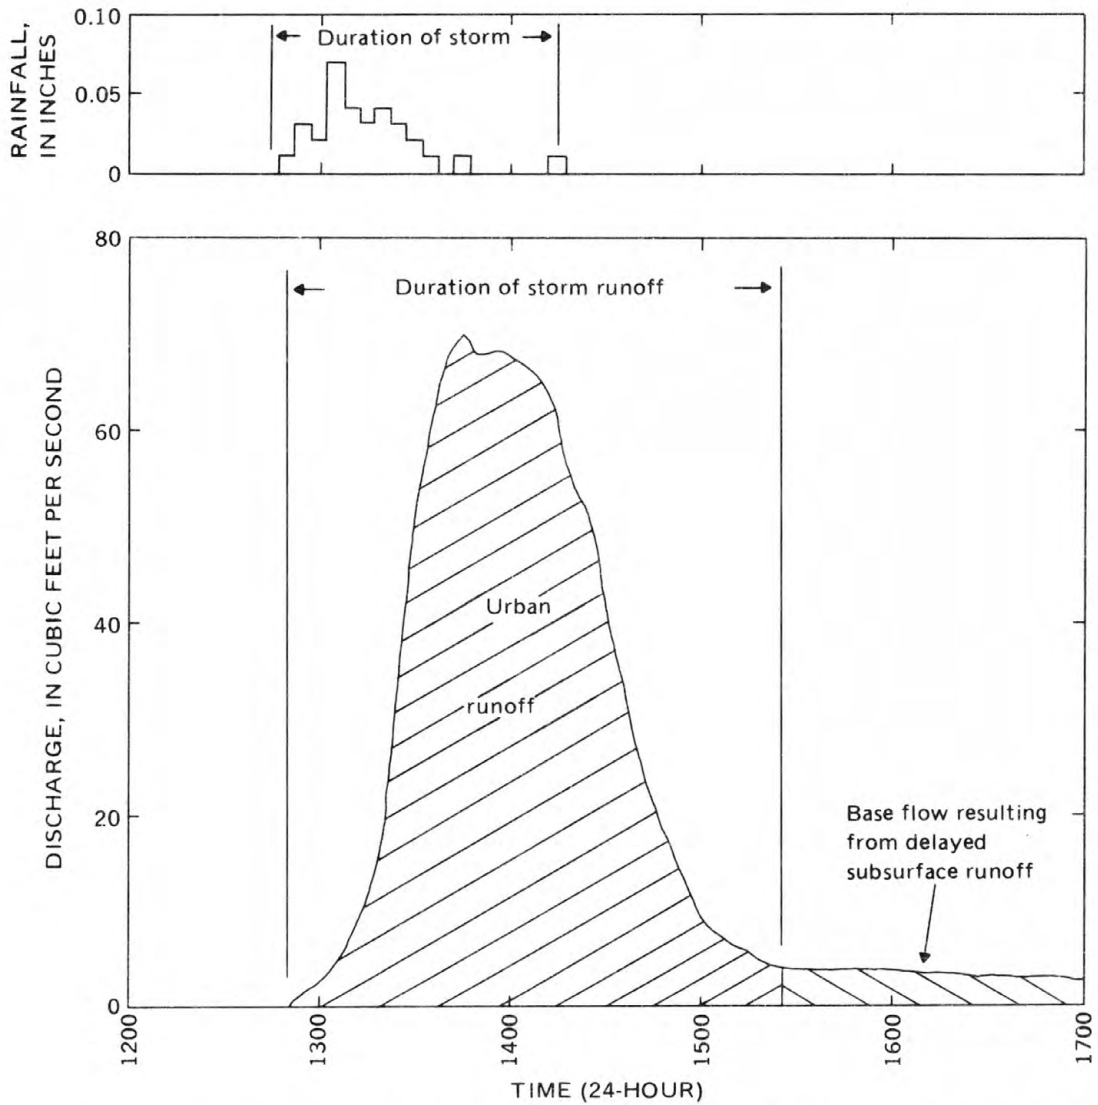 RAINFALL,
IN INCHES
0.10
0.05
0
Duration of storm
80
60
40
20
0
DISCHARGE, IN CUBIC FEET PER SECOND
Duration of storm runoff
Urban
runoff
Base flow resulting
from delayed
subsurface runoff
1200
1300
1400
1500
1600
1700
TIME (24-HOUR)